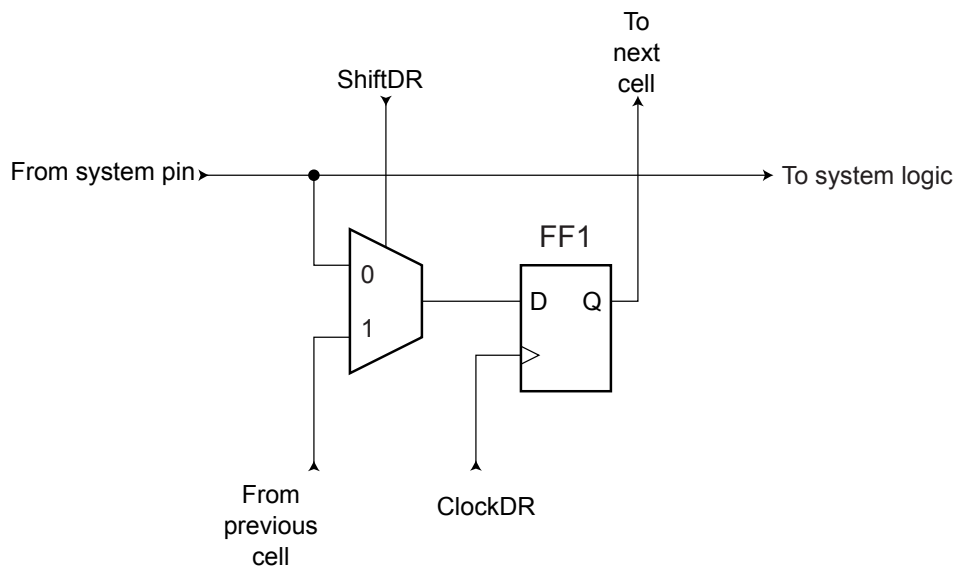 To
next
cell
ShiftDR
From system pin
To system logic
FF1
0
D Q
1
From
previous
cell
ClockDR